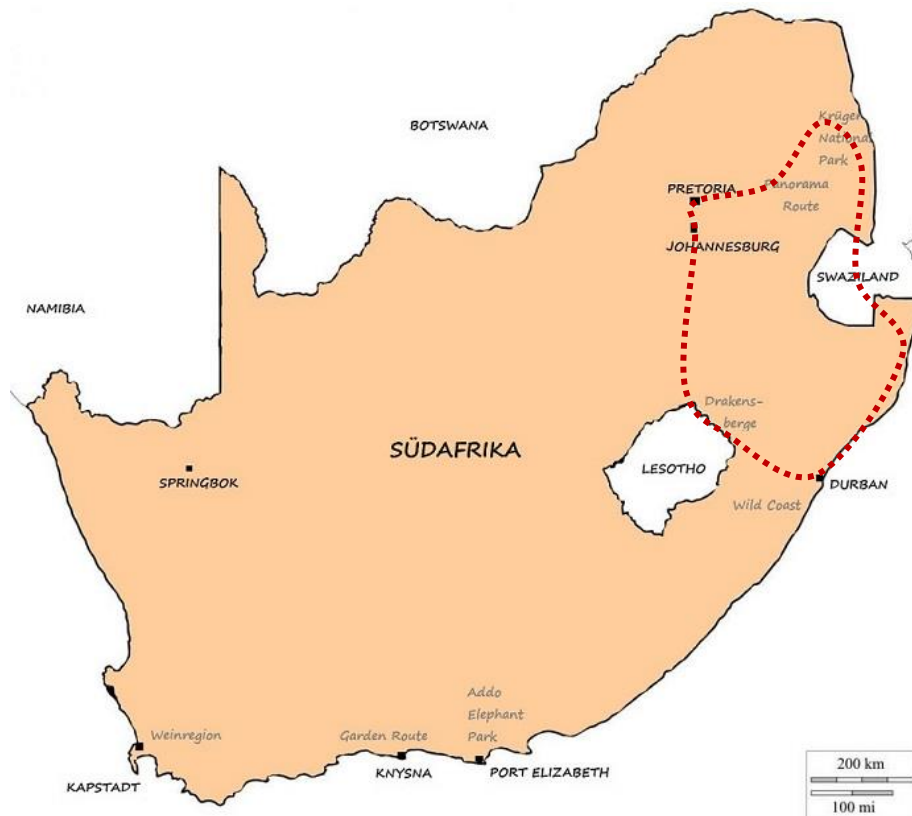 BOTSWANA
Krüger
National
Park
PRETORIA
Panorama
Route
JOHANNESBURG
SWAZILAND
NAMIBIA
Drakens-
berge
SÜDAFRIKA
LESOTHO
SPRINGBOK
DURBAN
Wild Coast
Addo
Elephant
Park
Weinregion
Garden Route
KAPSTADT
KNYSNA
PORT ELIZABETH
200 km
100 mi